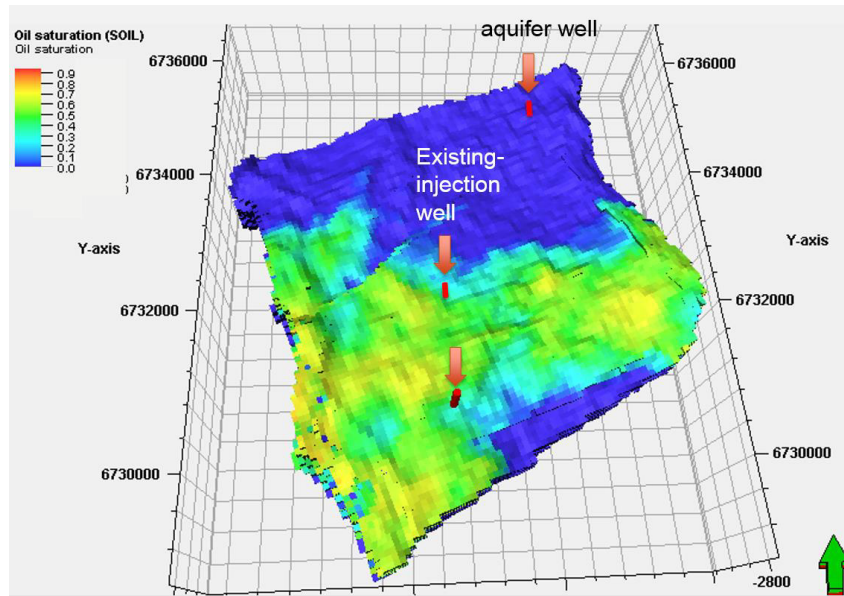 aquifer well
Oil saturation (SOIL)
Oil saturation
0.9
0.8
0.7
0.6
0.5
0.4
0.3
0.2
0.1
0.0
6736000
6736000
Existing-
injection
well
6734000
6734000
Y-axis
Y-axis
6732000
6732000
6730000
6730000
-2800